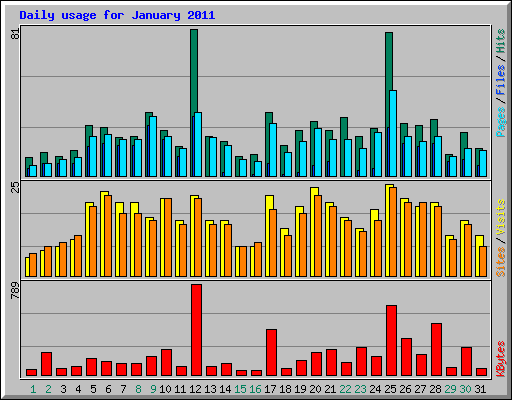 Daily usage for January 2011
81
Pages / Files / Hits
25
Sites / Visits
789
KBytes
1 2 3 4 5 6 7 8 9 10 11 12 13 14 15 16 17 18 19 20 21 22 23 24 25 26 27 28 29 30 31